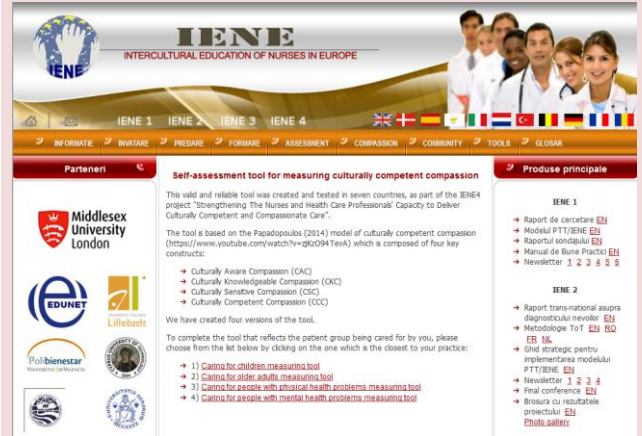 IENE
INTERCULTURAL EDUCATION OF NURSES IN EUROPE
IENE
IENE 1 IENE 2 IENE 3 IENE 4
INFORMATIE INVATARE PREDARE FORMARE ASSESSMENT COMPASSION COMMUNITY TOOLS GLOSAR
Parteneri
Middlesex
University
London
EDUNET
Lillebaelt
Polibienestar
Self-assessment tool for measuring culturally competent compassion
This valid and reliable tool was created and tested in seven countries, as part of the IENE4
project "Strengthening The Nurses and Health Care Professionals' Capacity to Deliver
Culturally Competent and Compassionate Care".
The tool is based on the Papadopoulos (2014) model of culturally competent compassion
(https://www.youtube.com/watch?v=zjKzO94TevA) which is composed of four key
constructs:
Culturally Aware Compassion (CAC)
Culturally Knowledgeable Compassion (CKC)
Culturally Sensitive Compassion (CSC)
Culturally Competent Compassion (CCC)
We have created four versions of the tool.
To complete the tool that reflects the patient group being cared for by you, please
choose from the list below by clicking on the one which is the closest to your practice:
1) Caring for children measuring tool
2) Caring for older adults measuring tool
3) Caring for people with physical health problems measuring tool
4) Caring for people with mental health problems measuring tool
Produse principale
IENE 1
Raport de cercetare EN
Modelul PTT/IENE EN
Raportul sondajului EN
Manual de Bune Practici EN
Newsletter 1 2 3 4 5 6
IENE 2
Raport trans-national asupra
diagnosticului nevoilor EN
Metodologie ToT EN RO
FR NL
Ghid strategic pentru
implementarea modelului
PTT/IENE EN
Newsletter 1 2 3 4
Final conference EN
Brosura cu rezultatele
proiectului EN
Photo gallery